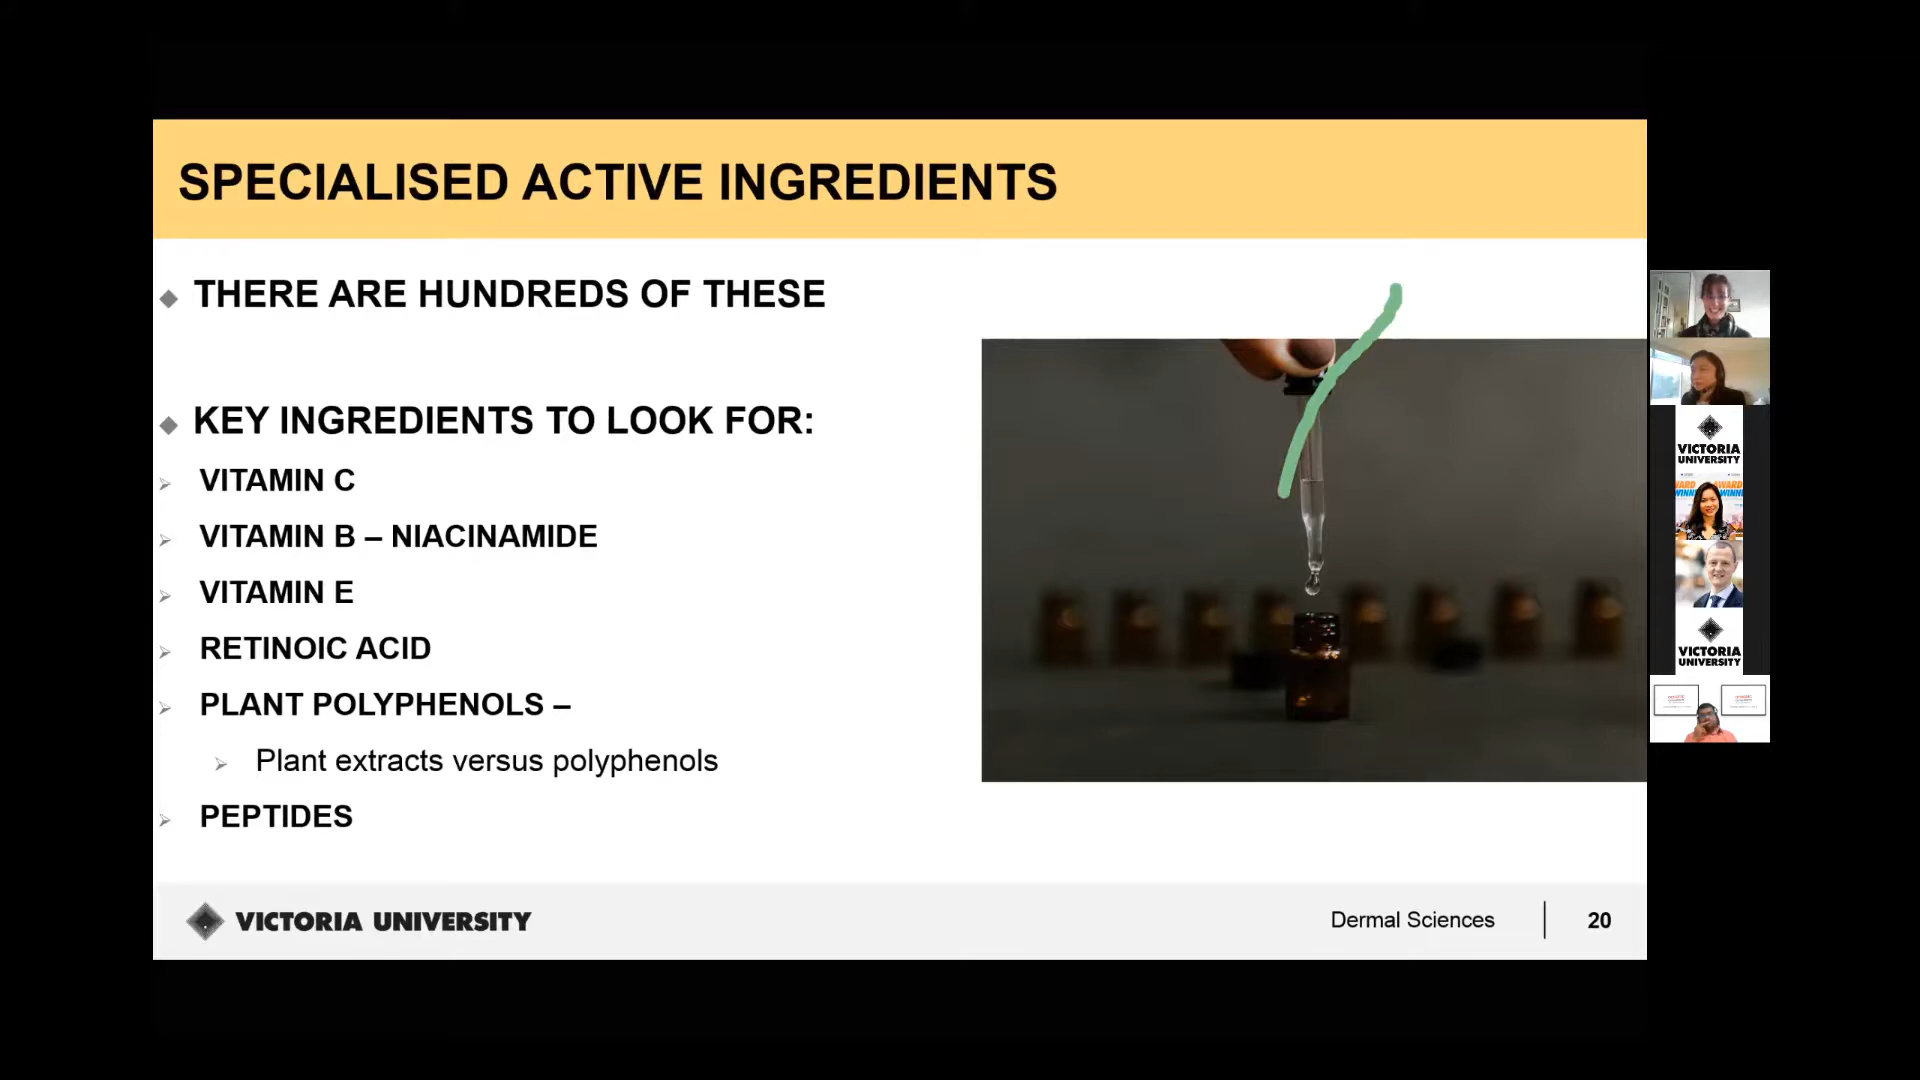 SPECIALISED ACTIVE INGREDIENTS
THERE ARE HUNDREDS OF THESE
KEY INGREDIENTS TO LOOK FOR:
VITAMIN C
VITAMIN B – NIACINAMIDE
VITAMIN E
RETINOIC ACID
PLANT POLYPHENOLS –
Plant extracts versus polyphenols
PEPTIDES
VICTORIA UNIVERSITY
Dermal Sciences
20
VICTORIA
UNIVERSITY
VICTORIA
UNIVERSITY